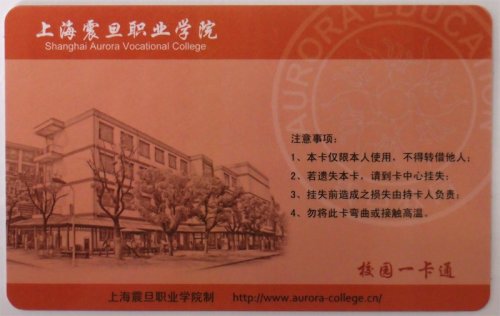 上海震旦职业学院
Shanghai Aurora Vocational College
AURORA EDUCATION
注意事项：
1、本卡仅限本人使用，不得转借他人；
2、若遗失本卡，请到卡中心挂失；
3、挂失前造成之损失由持卡人负责；
4、勿将此卡弯曲或接触高温。
校园一卡通
上海震旦职业学院制 http://www.aurora-college.cn/